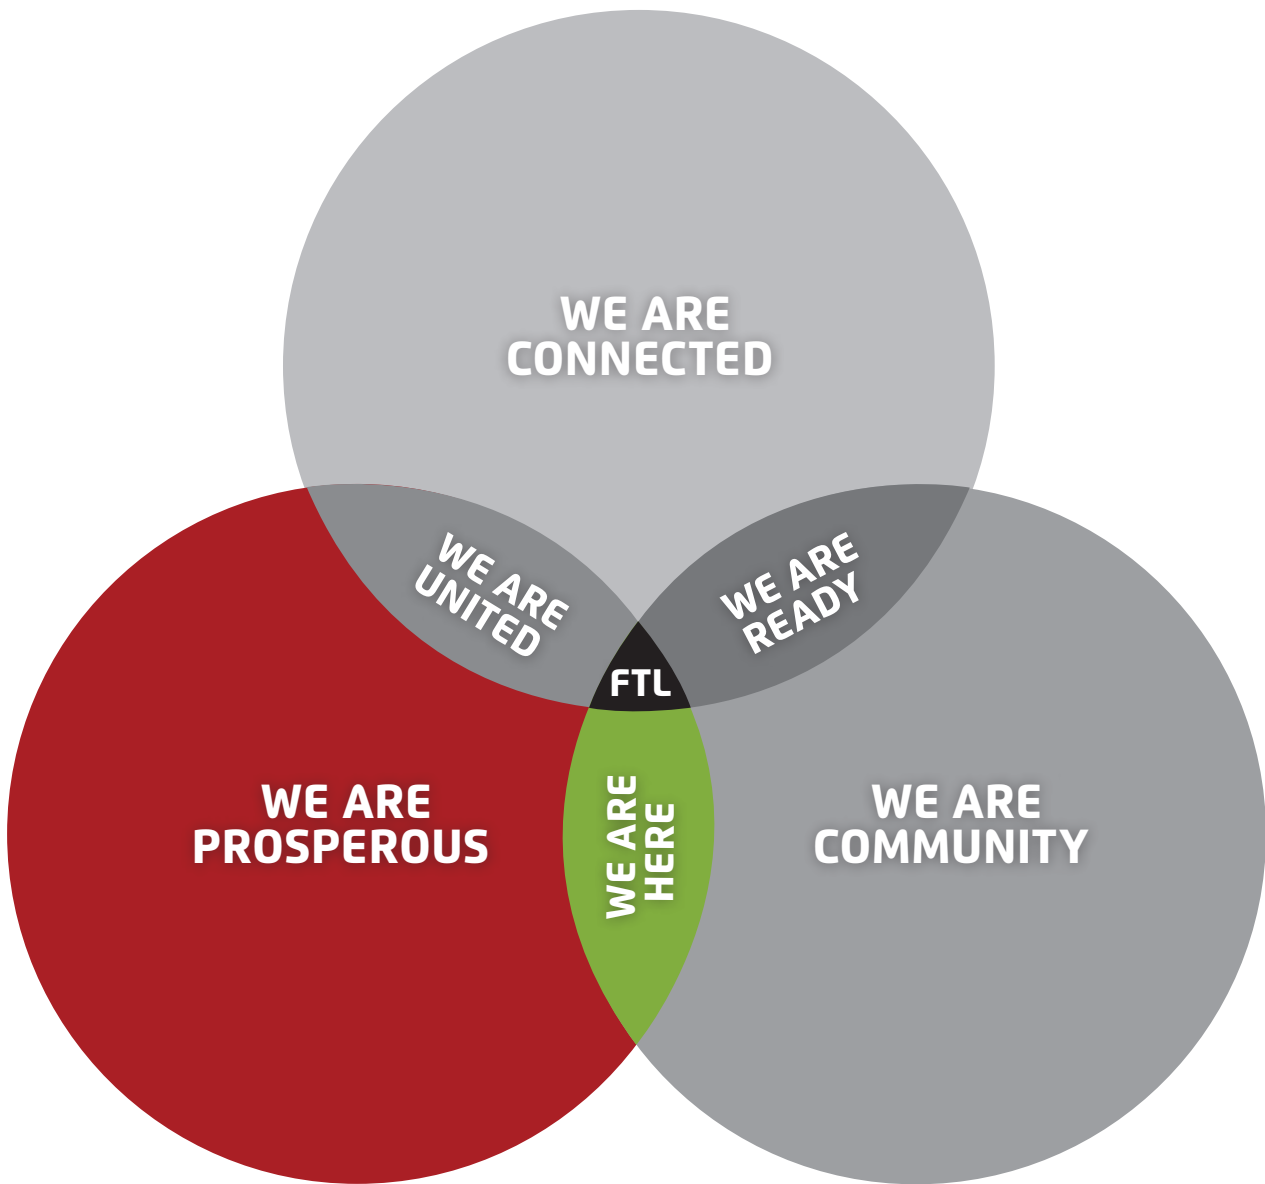 WE ARE
CONNECTED
WE ARE
UNITED
WE ARE
READY
FTL
WE ARE
PROSPEROUS
WE ARE
HERE
WE ARE
COMMUNITY